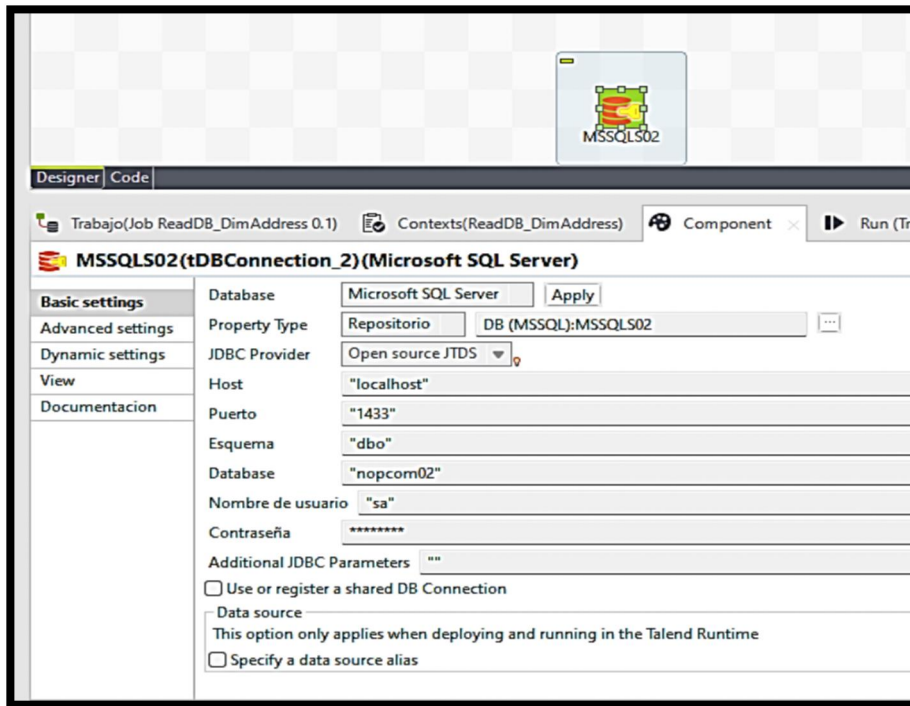 MSSQLS02
Designer Code
Trabajo(Job ReadDB_DimAddress 0.1) Contexts(ReadDB_DimAddress) Component Run (Tr
MSSQLS02(tDBConnection_2)(Microsoft SQL Server)
Basic settings
Advanced settings
Dynamic settings
View
Documentacion
Database Microsoft SQL Server Apply
Property Type Repositorio DB (MSSQL):MSSQLS02 ...
JDBC Provider Open source JTDS
Host "localhost"
Puerto "1433"
Esquema "dbo"
Database "nopcom02"
Nombre de usuario "sa"
Contraseña ********
Additional JDBC Parameters ""
Use or register a shared DB Connection
Data source
This option only applies when deploying and running in the Talend Runtime
Specify a data source alias